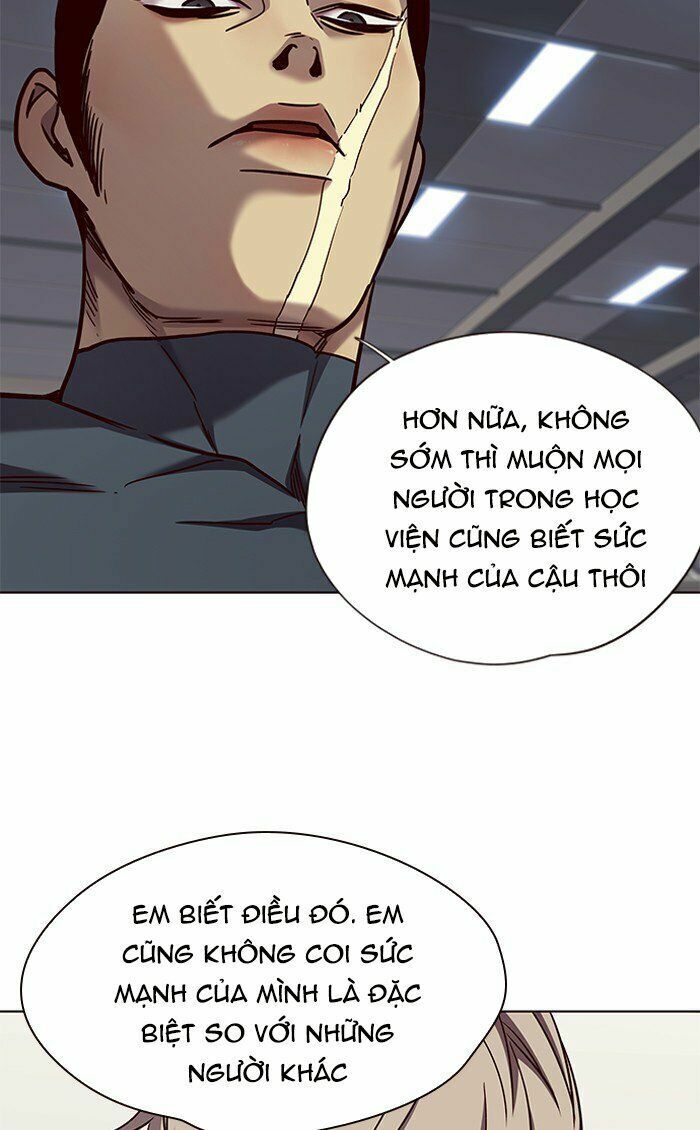 HƠN NỮA, KHÔNG
SỚM THÌ MUỘN MỌI
NGƯỜI TRONG HỌC
VIỆN CŨNG BIẾT SỨC
MẠNH CỦA CẬU THÔI
EM BIẾT ĐIỀU ĐÓ. EM
CŨNG KHÔNG COI SỨC
MẠNH CỦA MÌNH LÀ ĐẶC
BIỆT SO VỚI NHỮNG
NGƯỜI KHÁC